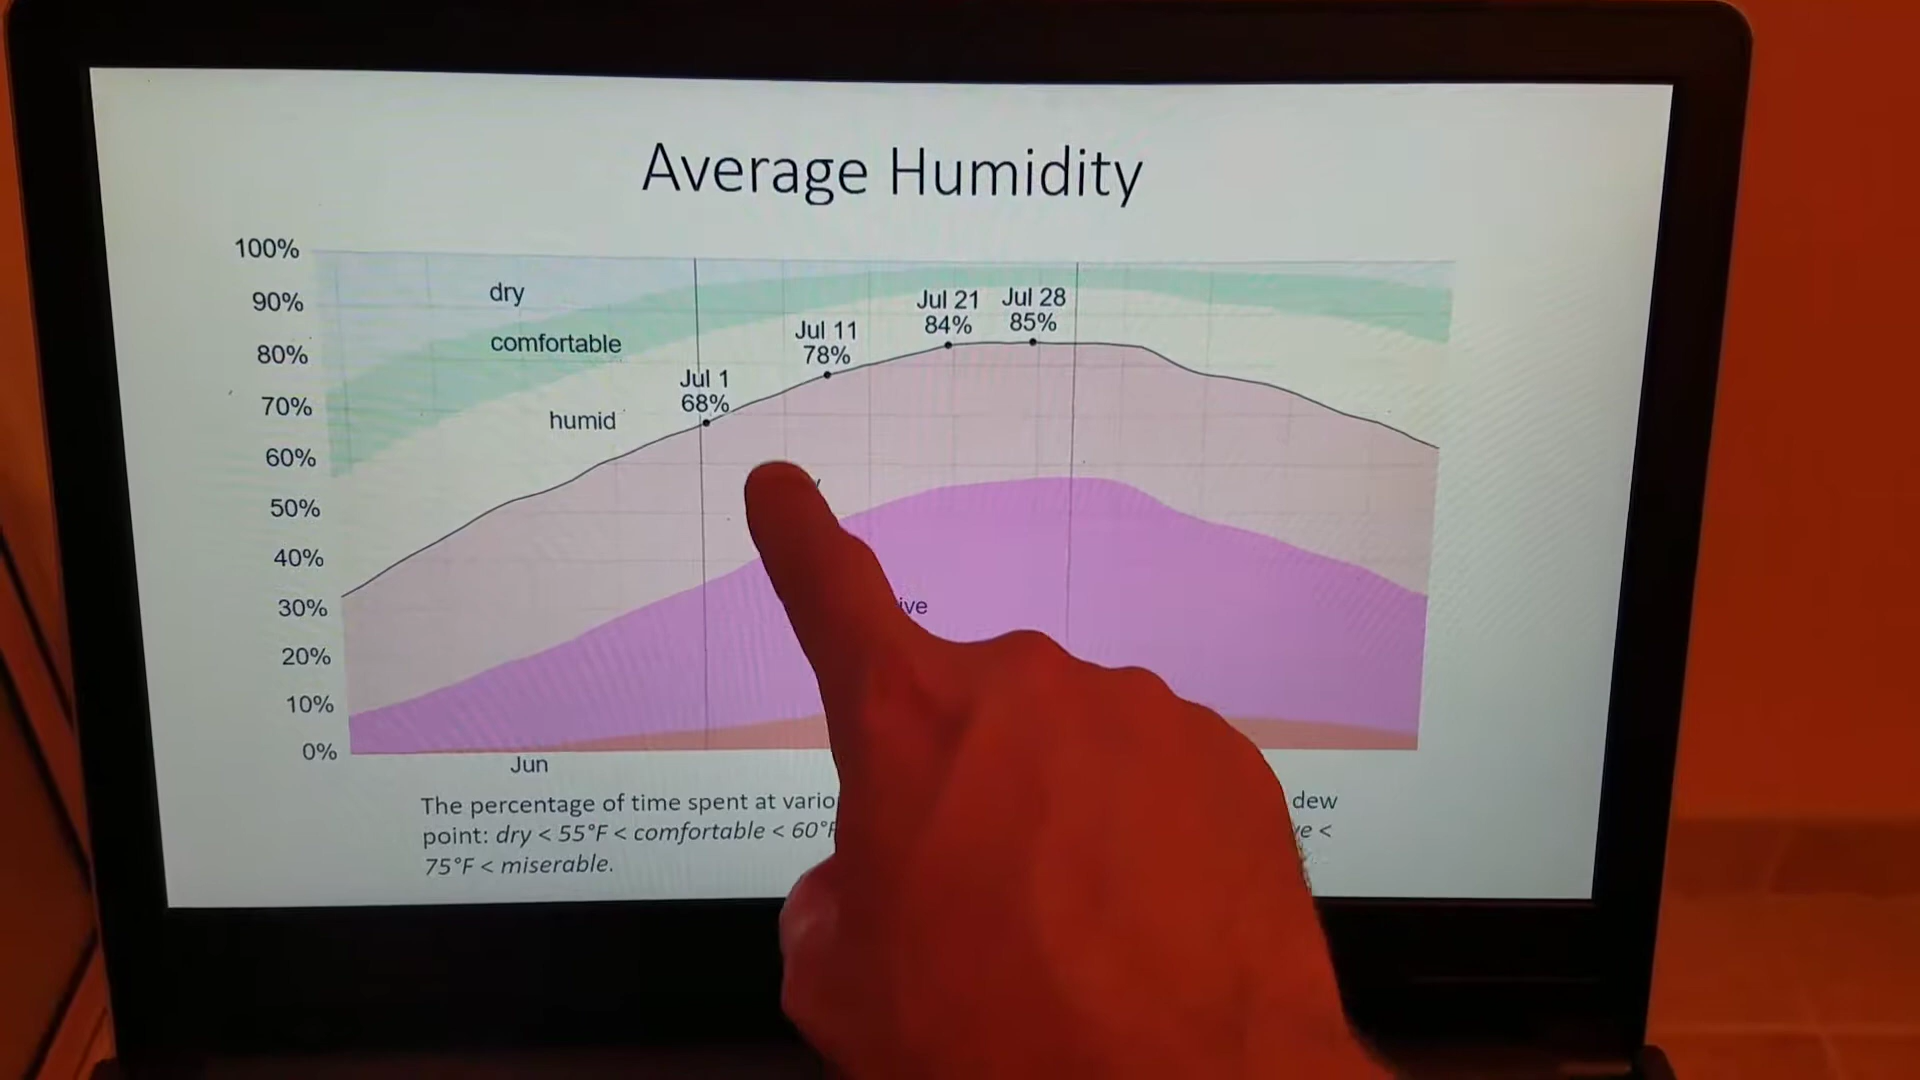 Average Humidity
100%
90%
80%
70%
60%
50%
40%
30%
20%
10%
0%
dry
comfortable
humid
Jul 1
68%
Jul 11
78%
Jul 21
84%
Jul 28
85%
Jun
The percentage of time spent at dew
point: dry < 55°F < comfortable < 60°F <
75°F < miserable.